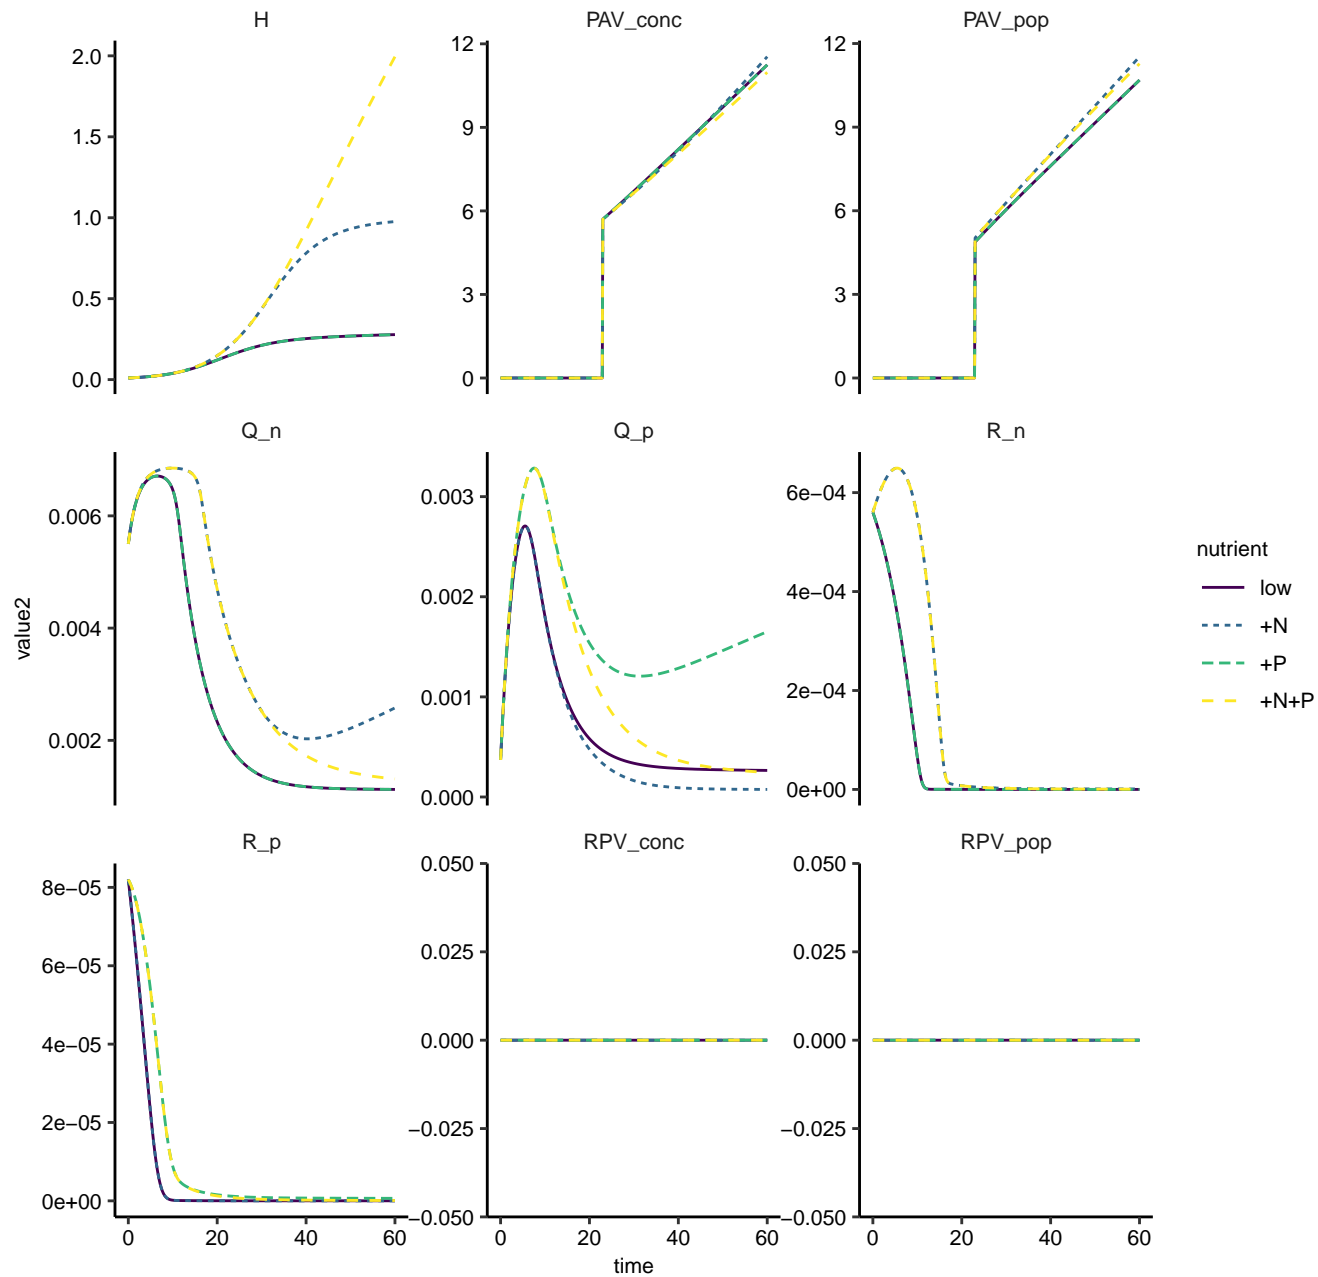 H
PAV_conc
PAV_pop
2.0
1.5
1.0
0.5
0.0
12
9
6
3
0
12
9
6
3
0
Q_n
Q_p
R_n
0.006
0.004
0.002
0.003
0.002
0.001
0.000
6e−04
4e−04
2e−04
0e+00
R_p
RPV_conc
RPV_pop
8e−05
6e−05
4e−05
2e−05
0e+00
0.050
0.025
0.000
−0.025
−0.050
0.050
0.025
0.000
−0.025
−0.050
0 20 40 60
0 20 40 60
0 20 40 60
time
value2
nutrient
low
+N
+P
+N+P